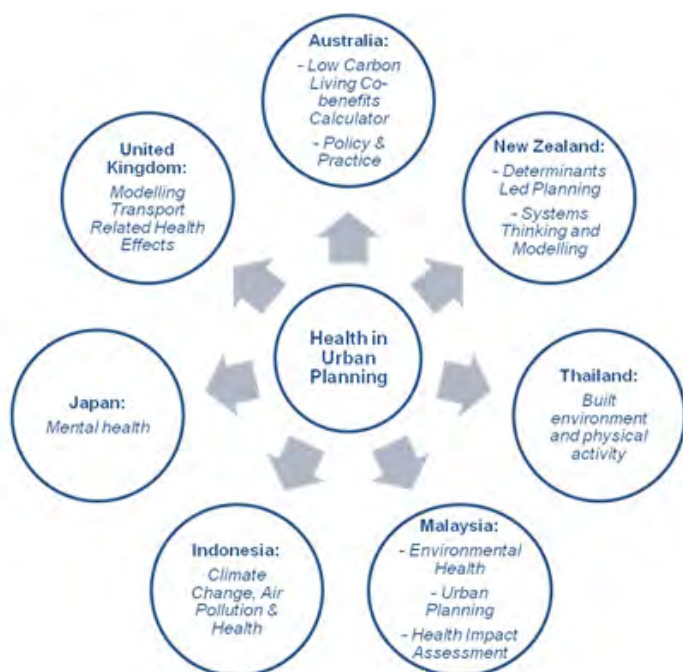 Australia:
- Low Carbon
Living Co-
benefits
Calculator
- Policy &
Practice
New Zealand:
- Determinants
Led Planning
- Systems
Thinking and
Modelling
Thailand:
Built
environment
and physical
activity
Malaysia:
- Environmental
Health
- Urban
Planning
- Health Impact
Assessment
Indonesia:
Climate
Change, Air
Pollution &
Health
Japan:
Mental health
United
Kingdom:
Modelling
Transport
Related Health
Effects
Health in
Urban
Planning